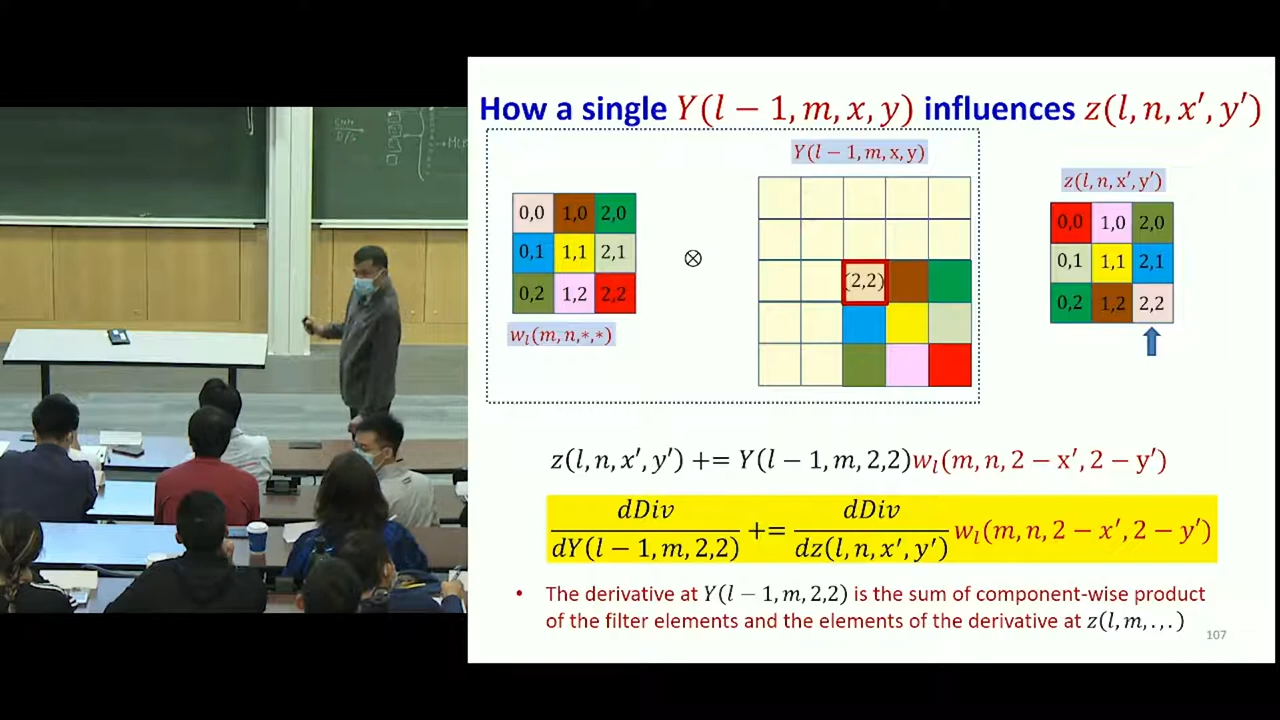 CNN
How a single Y(l − 1, m, x, y) influences z(l, n, x′, y′)
Y(l − 1, m, x, y)
z(l, n, x′, y′)
0,0 1,0 2,0
0,1 1,1 2,1
0,2 1,2 2,2
w_l(m, n,∗,∗)
⊗
(2,2)
0,0 1,0 2,0
0,1 1,1 2,1
0,2 1,2 2,2
z(l, n, x′, y′) += Y(l − 1, m, 2,2)w_l(m, n, 2 − x′, 2 − y′)
dDiv/dY(l − 1, m, 2,2) += dDiv/dz(l, n, x′, y′) w_l(m, n, 2 − x′, 2 − y′)
• The derivative at Y(l − 1, m, 2,2) is the sum of component-wise product
of the filter elements and the elements of the derivative at z(l, m, . , . )
107